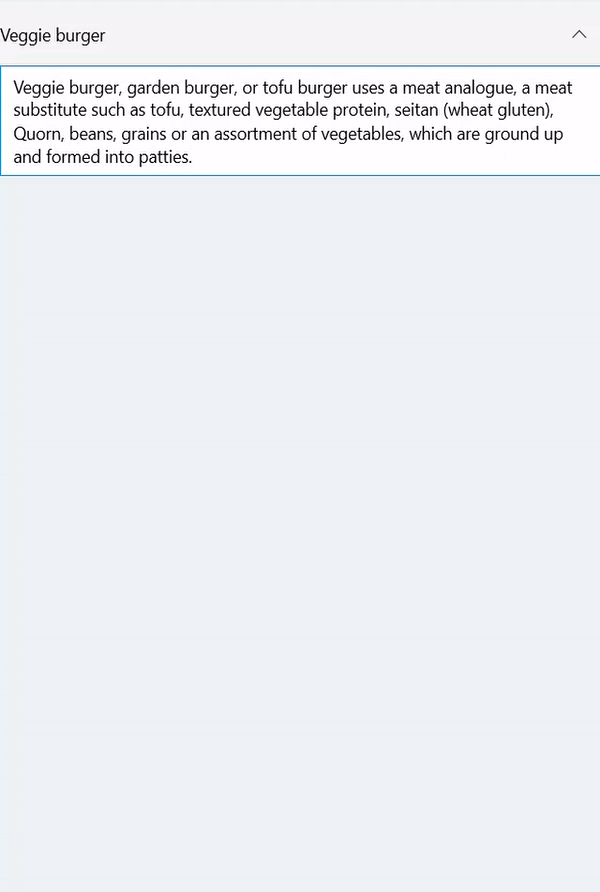 Veggie burger
Veggie burger, garden burger, or tofu burger uses a meat analogue, a meat
substitute such as tofu, textured vegetable protein, seitan (wheat gluten),
Quorn, beans, grains or an assortment of vegetables, which are ground up
and formed into patties.